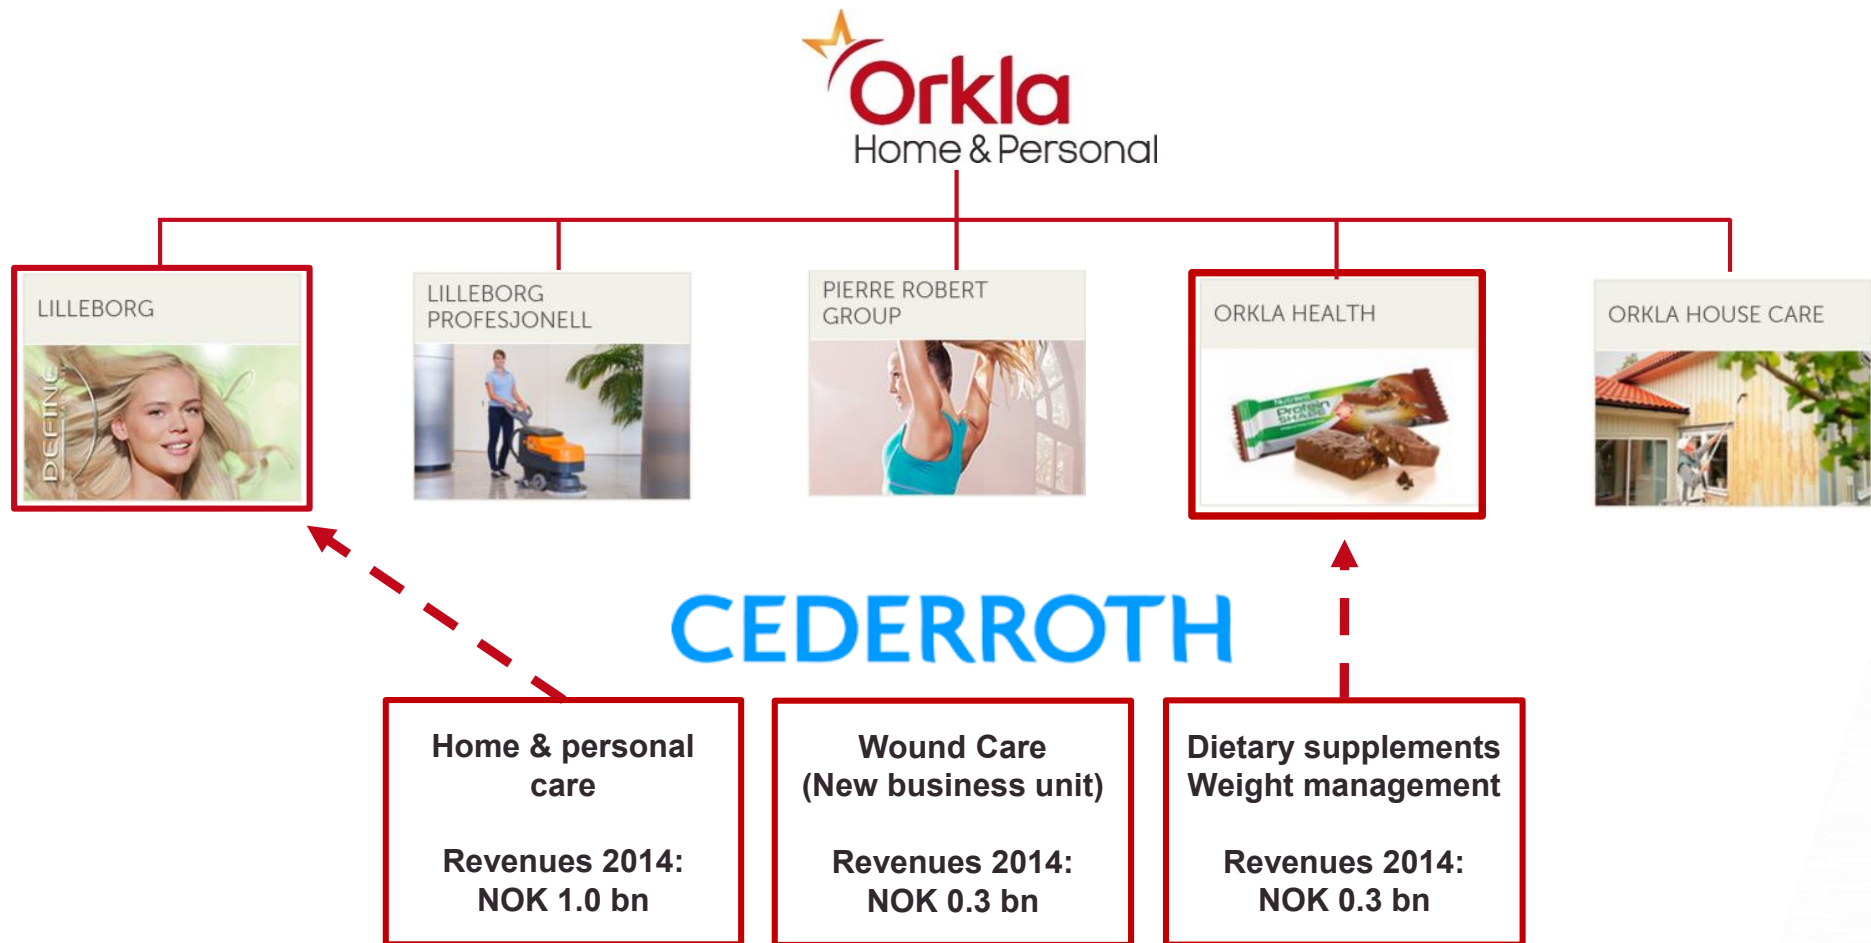 Orkla
Home & Personal
LILLEBORG
LILLEBORG
PROFESJONELL
PIERRE ROBERT
GROUP
ORKLA HEALTH
ORKLA HOUSE CARE
DEFINE
Protein
CEDERROTH
Home & personal
care
Revenues 2014:
NOK 1.0 bn
Wound Care
(New business unit)
Revenues 2014:
NOK 0.3 bn
Dietary supplements
Weight management
Revenues 2014:
NOK 0.3 bn